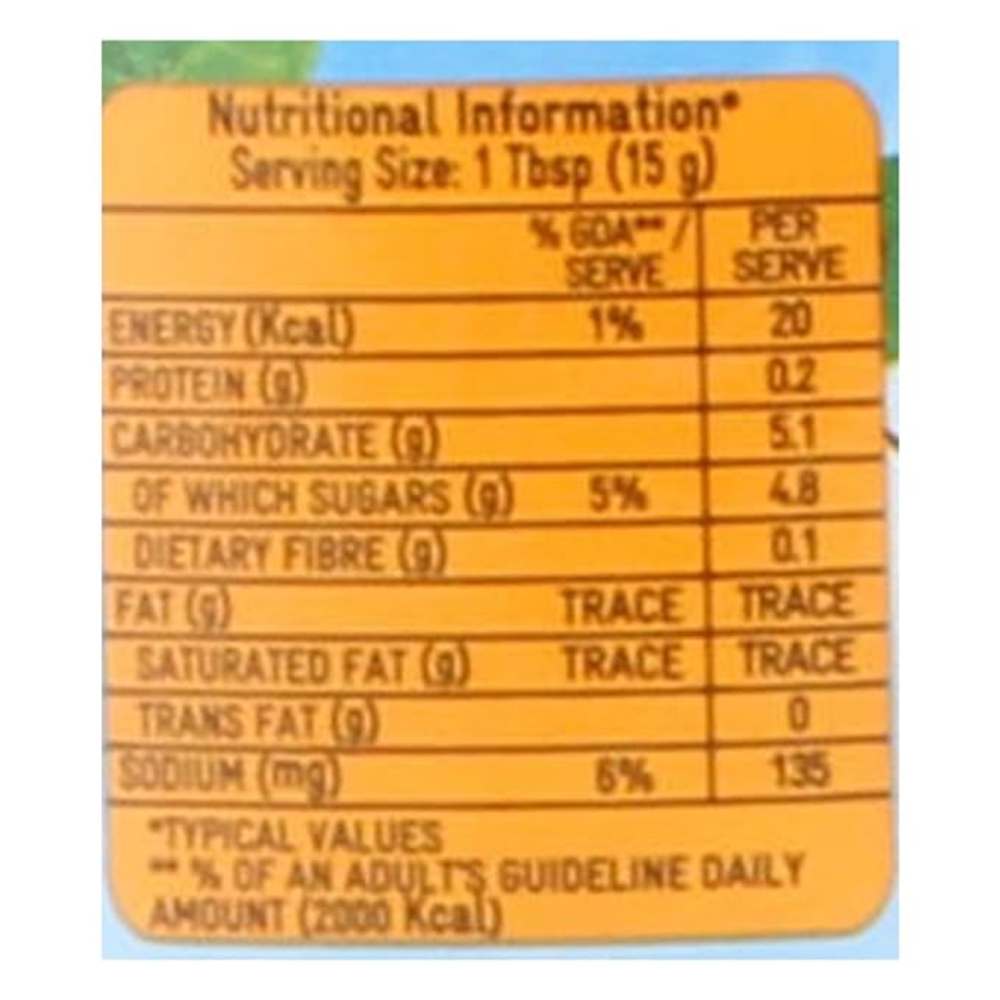 Nutritional Information*
Serving Size: 1 Tbsp (15 g)
% GDA** / SERVE PER SERVE
ENERGY (Kcal) 1% 20
PROTEIN (g) 0.2
CARBOHYDRATE (g) 5.1
OF WHICH SUGARS (g) 5% 4.8
DIETARY FIBRE (g) 0.1
FAT (g) TRACE TRACE
SATURATED FAT (g) TRACE TRACE
TRANS FAT (g) 0
SODIUM (mg) 6% 135
*TYPICAL VALUES
** % OF AN ADULT'S GUIDELINE DAILY
AMOUNT (2000 Kcal)